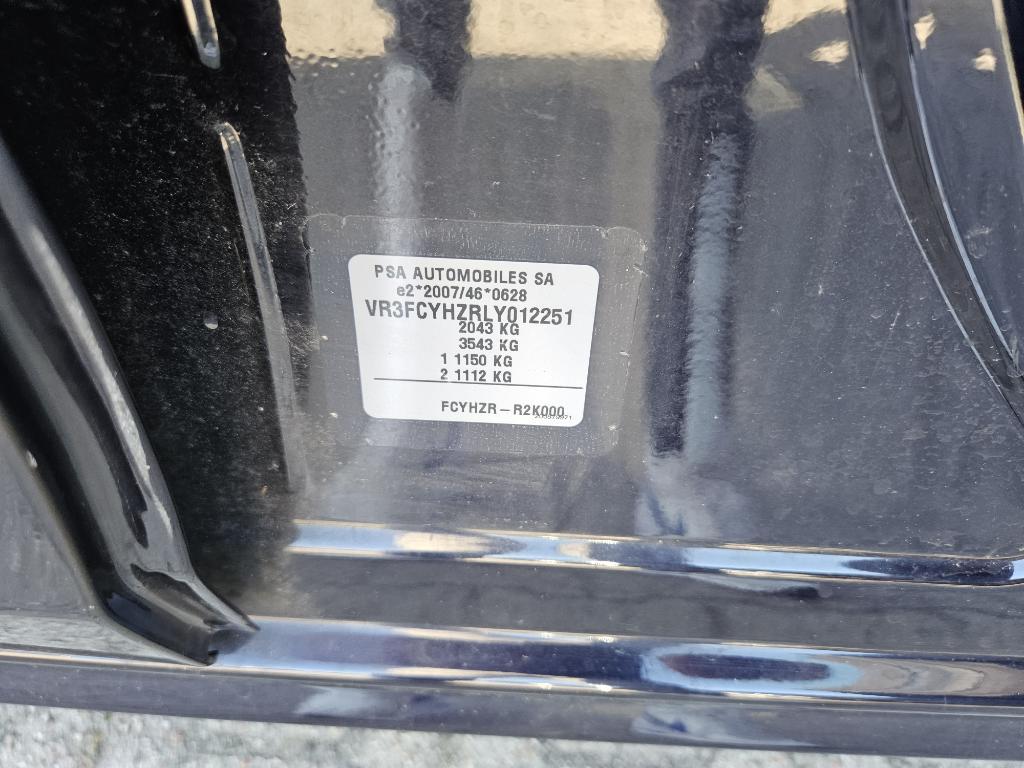 PSA AUTOMOBILES SA
e2*2007/46*0628
VR3FCYHZRLY012251
2043 KG
3543 KG
1 1150 KG
2 1112 KG
FCYHZR – R2K000